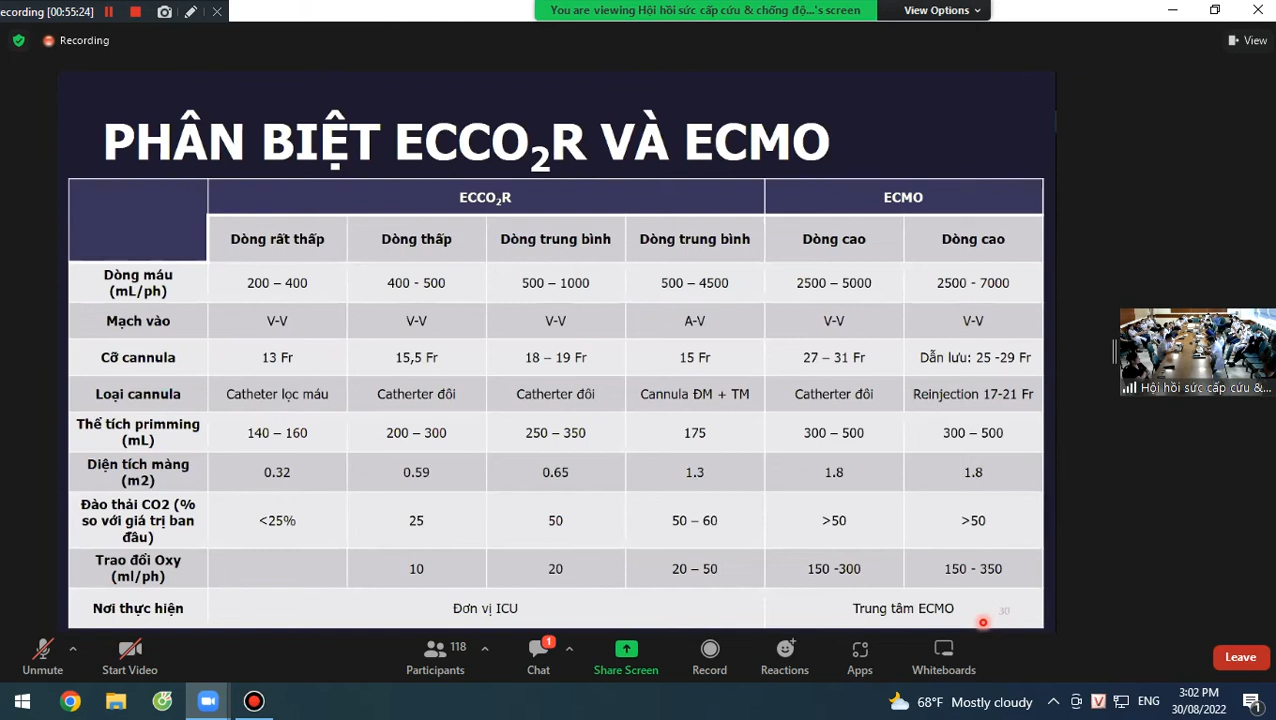 ecording [00:55:24]
You are viewing Hội hồi sức cấp cứu & chống độ...'s screen
View Options
Recording
View
PHÂN BIỆT ECCO2R VÀ ECMO
ECCO2R ECMO
Dòng rất thấp Dòng thấp Dòng trung bình Dòng trung bình Dòng cao Dòng cao
Dòng máu
(mL/ph) 200 – 400 400 - 500 500 – 1000 500 – 4500 2500 – 5000 2500 - 7000
Mạch vào V-V V-V V-V A-V V-V V-V
Cỡ cannula 13 Fr 15,5 Fr 18 – 19 Fr 15 Fr 27 – 31 Fr Dẫn lưu: 25 -29 Fr
Loại cannula Catheter lọc máu Catherter đôi Catherter đôi Cannula ĐM + TM Catherter đôi Reinjection 17-21 Fr
Thể tích primming
(mL) 140 – 160 200 – 300 250 – 350 175 300 – 500 300 – 500
Diện tích màng
(m2) 0.32 0.59 0.65 1.3 1.8 1.8
Đào thải CO2 (%
so với giá trị ban
đầu) <25% 25 50 50 – 60 >50 >50
Trao đổi Oxy
(ml/ph) 10 20 20 – 50 150 -300 150 - 350
Nơi thực hiện Đơn vị ICU Trung tâm ECMO
30
Hội hồi sức cấp cứu &...
118 1
Unmute Start Video Participants Chat Share Screen Record Reactions Apps Whiteboards Leave
68°F Mostly cloudy V ENG
3:02 PM
30/08/2022
1